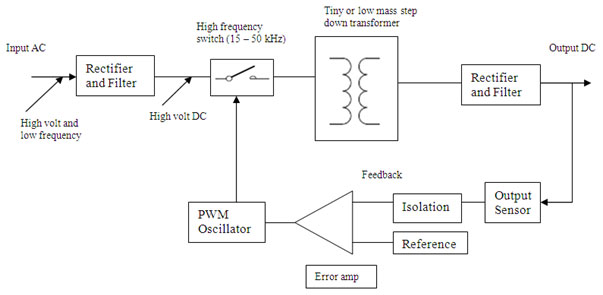 Tiny or low mass step
down transformer
High frequency
switch (15 – 50 kHz)
Input AC
Output DC
Rectifier
and Filter
Rectifier
and Filter
High volt and
low frequency
High volt DC
Feedback
PWM
Oscillator
Isolation
Output
Sensor
Reference
Error amp